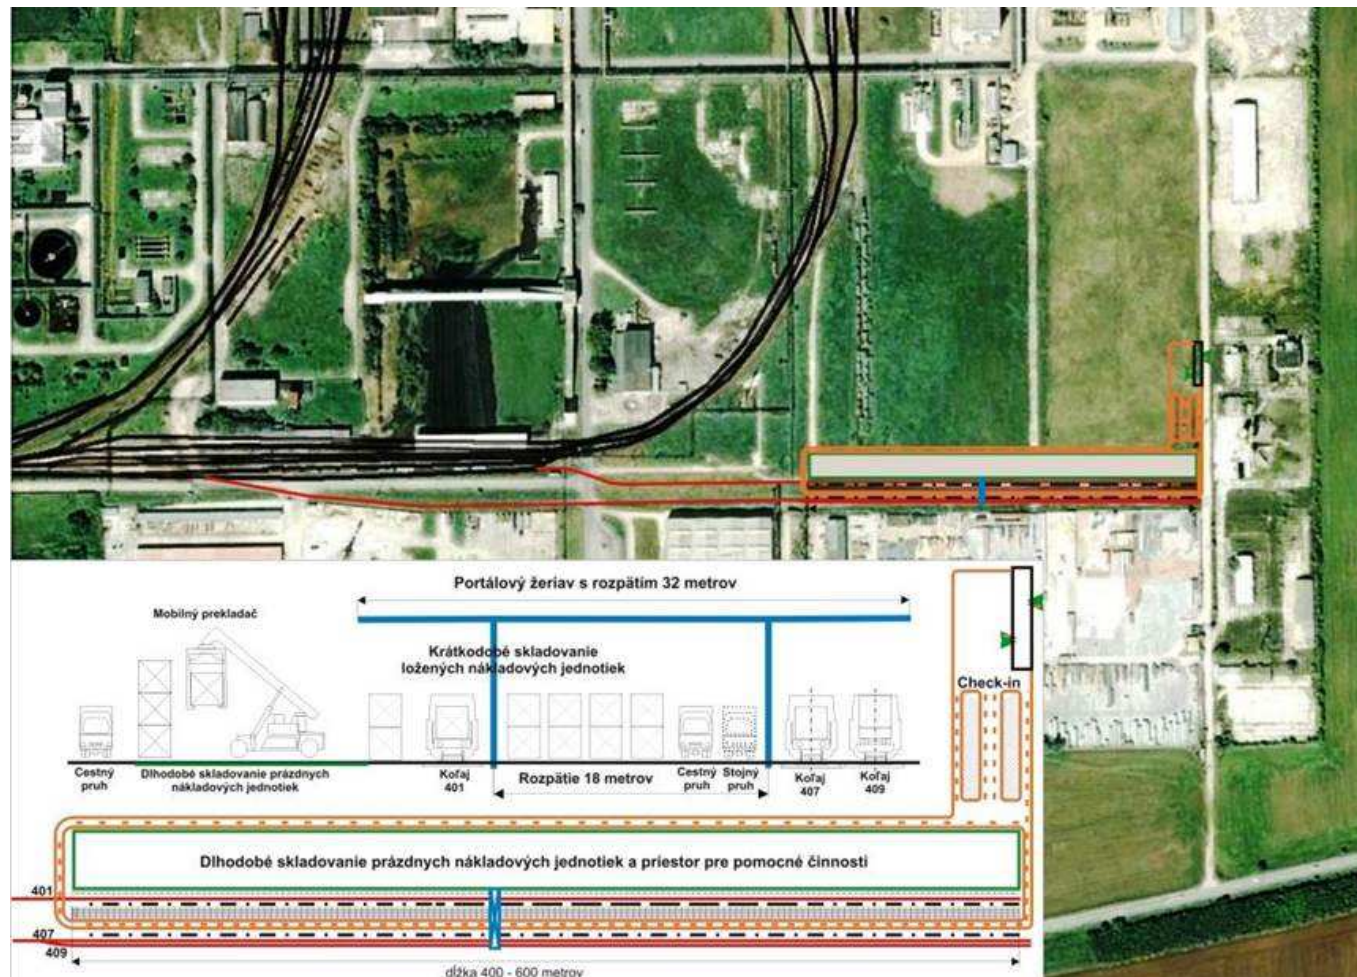 Portálový žeriav s rozpätím 32 metrov
Mobilný prekladač
Krátkodobé skladovanie
ložených nákladových jednotiek
Check-in
Cestný
pruh
Dlhodobé skladovanie prázdnych
nákladových jednotiek
Koľaj
401
Rozpätie 18 metrov
Cestný
pruh
Stojný
pruh
Koľaj
407
Koľaj
409
Dlhodobé skladovanie prázdnych nákladových jednotiek a priestor pre pomocné činnosti
401
407
409
dĺžka 400 - 600 metrov